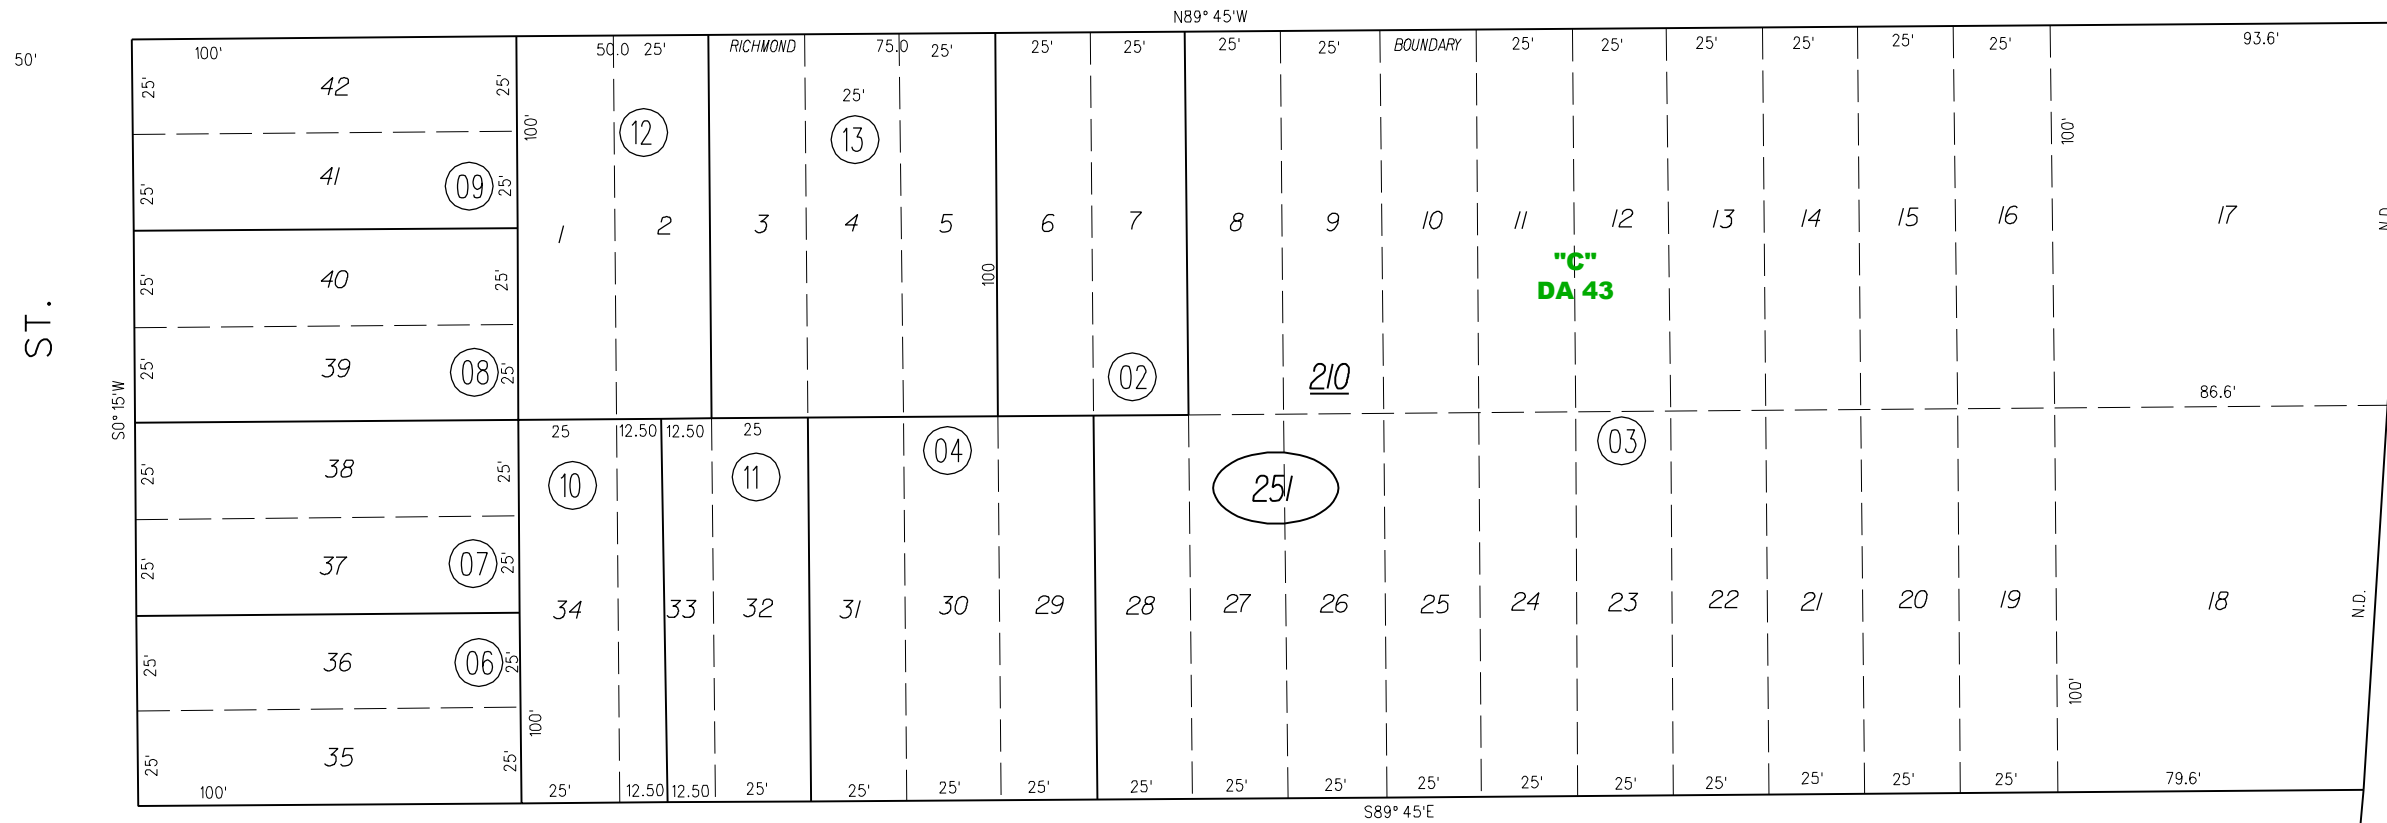 N89° 45'W
50' 100' 50.0 25' RICHMOND 75.0 25' 25' 25' 25' 25' BOUNDARY 25' 25' 25' 25' 25' 25' 93.6'
25' 42 25' 25'
100' 12 13 100'
25' 41 09 25'
1 2 3 4 5 6 7 8 9 10 11 12 13 14 15 16 17
"C"
DA 43
25' 40 25' 100
ST.
25' 39 08 25' 02 210
S0° 15'W 86.6'
25 12.50 12.50 25
04 03
25' 38 25' 10 11 251
25' 37 07 25'
34 33 32 31 30 29 28 27 26 25 24 23 22 21 20 19 18 N.D.
25' 36 06 25'
100' 100'
25' 35 25'
100' 25' 12.50 12.50 25' 25' 25' 25' 25' 25' 25' 25' 25' 25' 25' 25' 25' 79.6'
S89° 45'E